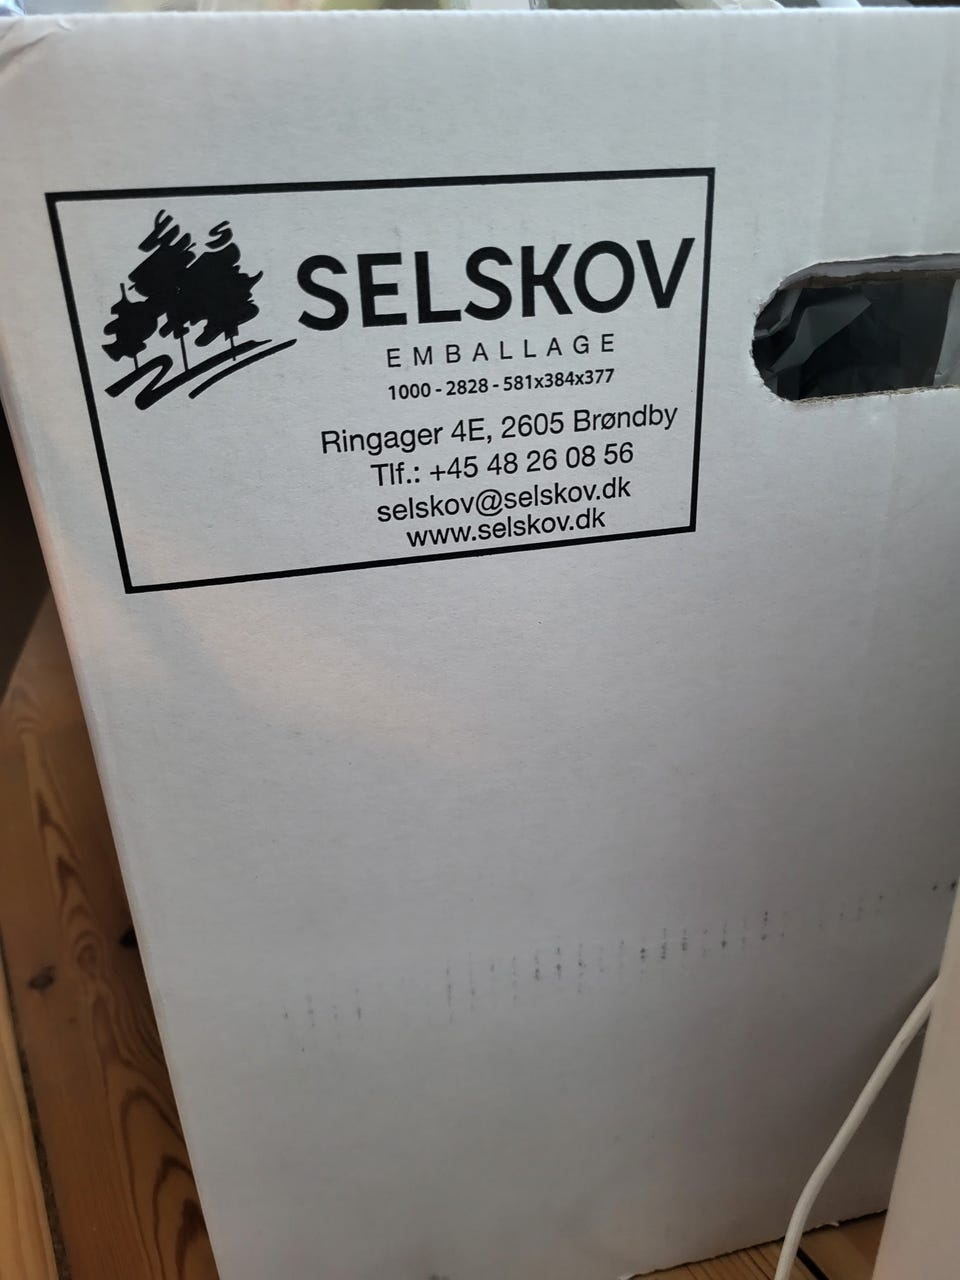 SELSKOV
EMBALLAGE
1000 - 2828 - 581x384x377
Ringager 4E, 2605 Brøndby
Tlf.: +45 48 26 08 56
selskov@selskov.dk
www.selskov.dk